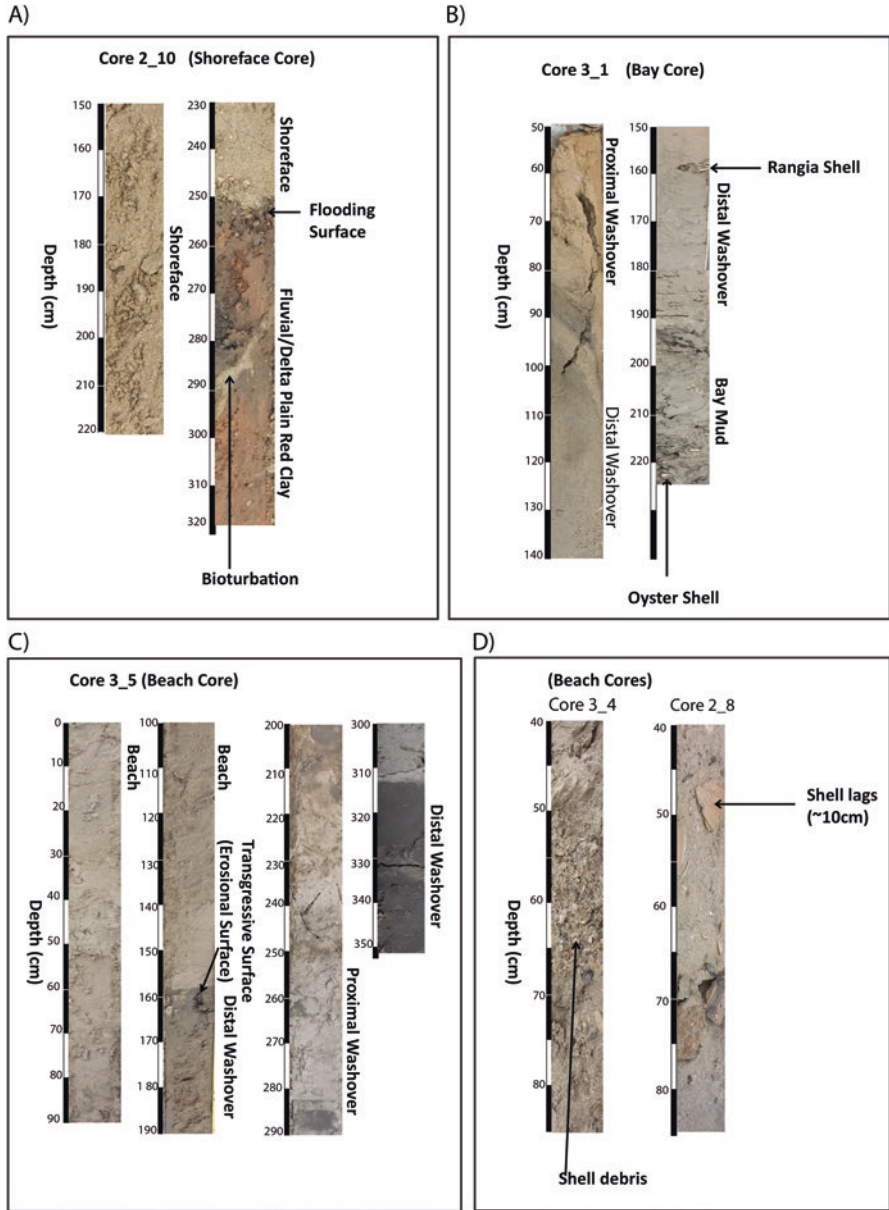 A)
Core 2_10 (Shoreface Core)
150
160
170
180
190
200
210
220
Depth (cm)
Shoreface
230
240
250
256
270
280
290
300
310
320
Shoreface
Flooding
Surface
Fluvial/Delta Plain Red Clay
Bioturbation
B)
Core 3_1 (Bay Core)
50
60
70
80
90
100
110
120
130
140
Depth (cm)
Proximal Washover
Distal Washover
150
160
170
180
190
200
210
220
Rangia Shell
Distal Washover
Bay Mud
Oyster Shell
C)
Core 3_5 (Beach Core)
0
10
20
30
40
50
60
70
80
90
Depth (cm)
Beach
100
110
120
130
140
150
160
170
1 80
190
Beach
Transgressive Surface
(Erosional Surface)
Distal Washover
200
210
220
230
240
250
260
270
280
290
Proximal Washover
300
310
320
330
340
350
Distal Washover
D)
(Beach Cores)
Core 3_4
40
50
60
70
80
Depth (cm)
Shell debris
Core 2_8
40
50
60
70
80
Shell lags
(~10cm)